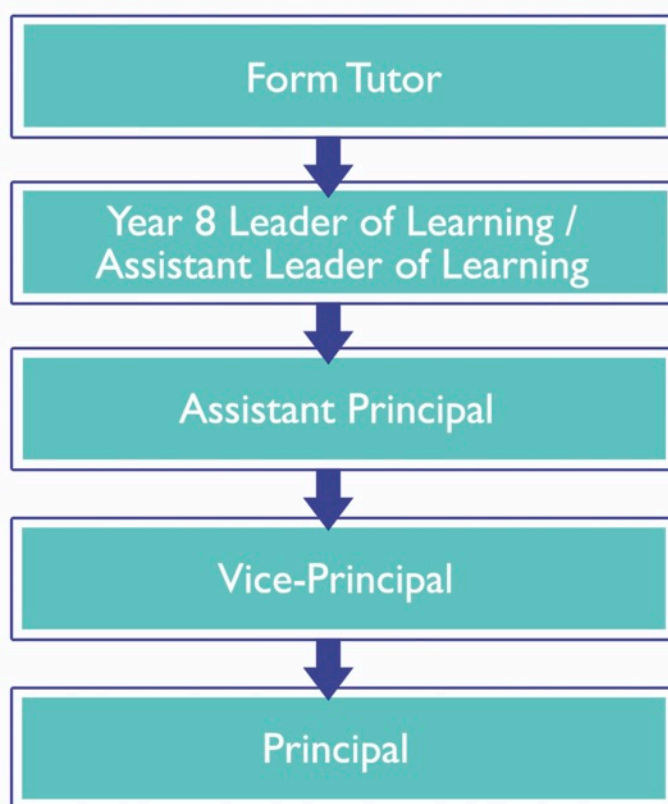 Form Tutor
Year 8 Leader of Learning /
Assistant Leader of Learning
Assistant Principal
Vice-Principal
Principal